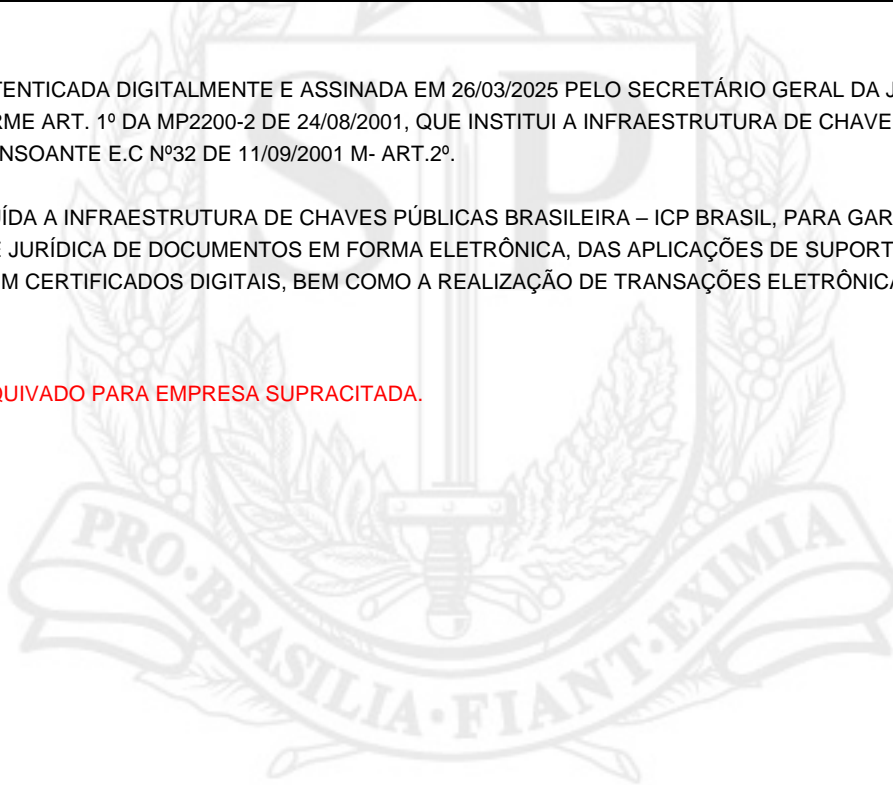 TENTICADA DIGITALMENTE E ASSINADA EM 26/03/2025 PELO SECRETÁRIO GERAL DA J
RME ART. 1º DA MP2200-2 DE 24/08/2001, QUE INSTITUI A INFRAESTRUTURA DE CHAVE
NSOANTE E.C Nº32 DE 11/09/2001 M- ART.2º.
ÍDA A INFRAESTRUTURA DE CHAVES PÚBLICAS BRASILEIRA – ICP BRASIL, PARA GAR
E JURÍDICA DE DOCUMENTOS EM FORMA ELETRÔNICA, DAS APLICAÇÕES DE SUPORT
M CERTIFICADOS DIGITAIS, BEM COMO A REALIZAÇÃO DE TRANSAÇÕES ELETRÔNICA
QUIVADO PARA EMPRESA SUPRACITADA.
SP
PRO·BRASILIA·FIANT·EXIMIA